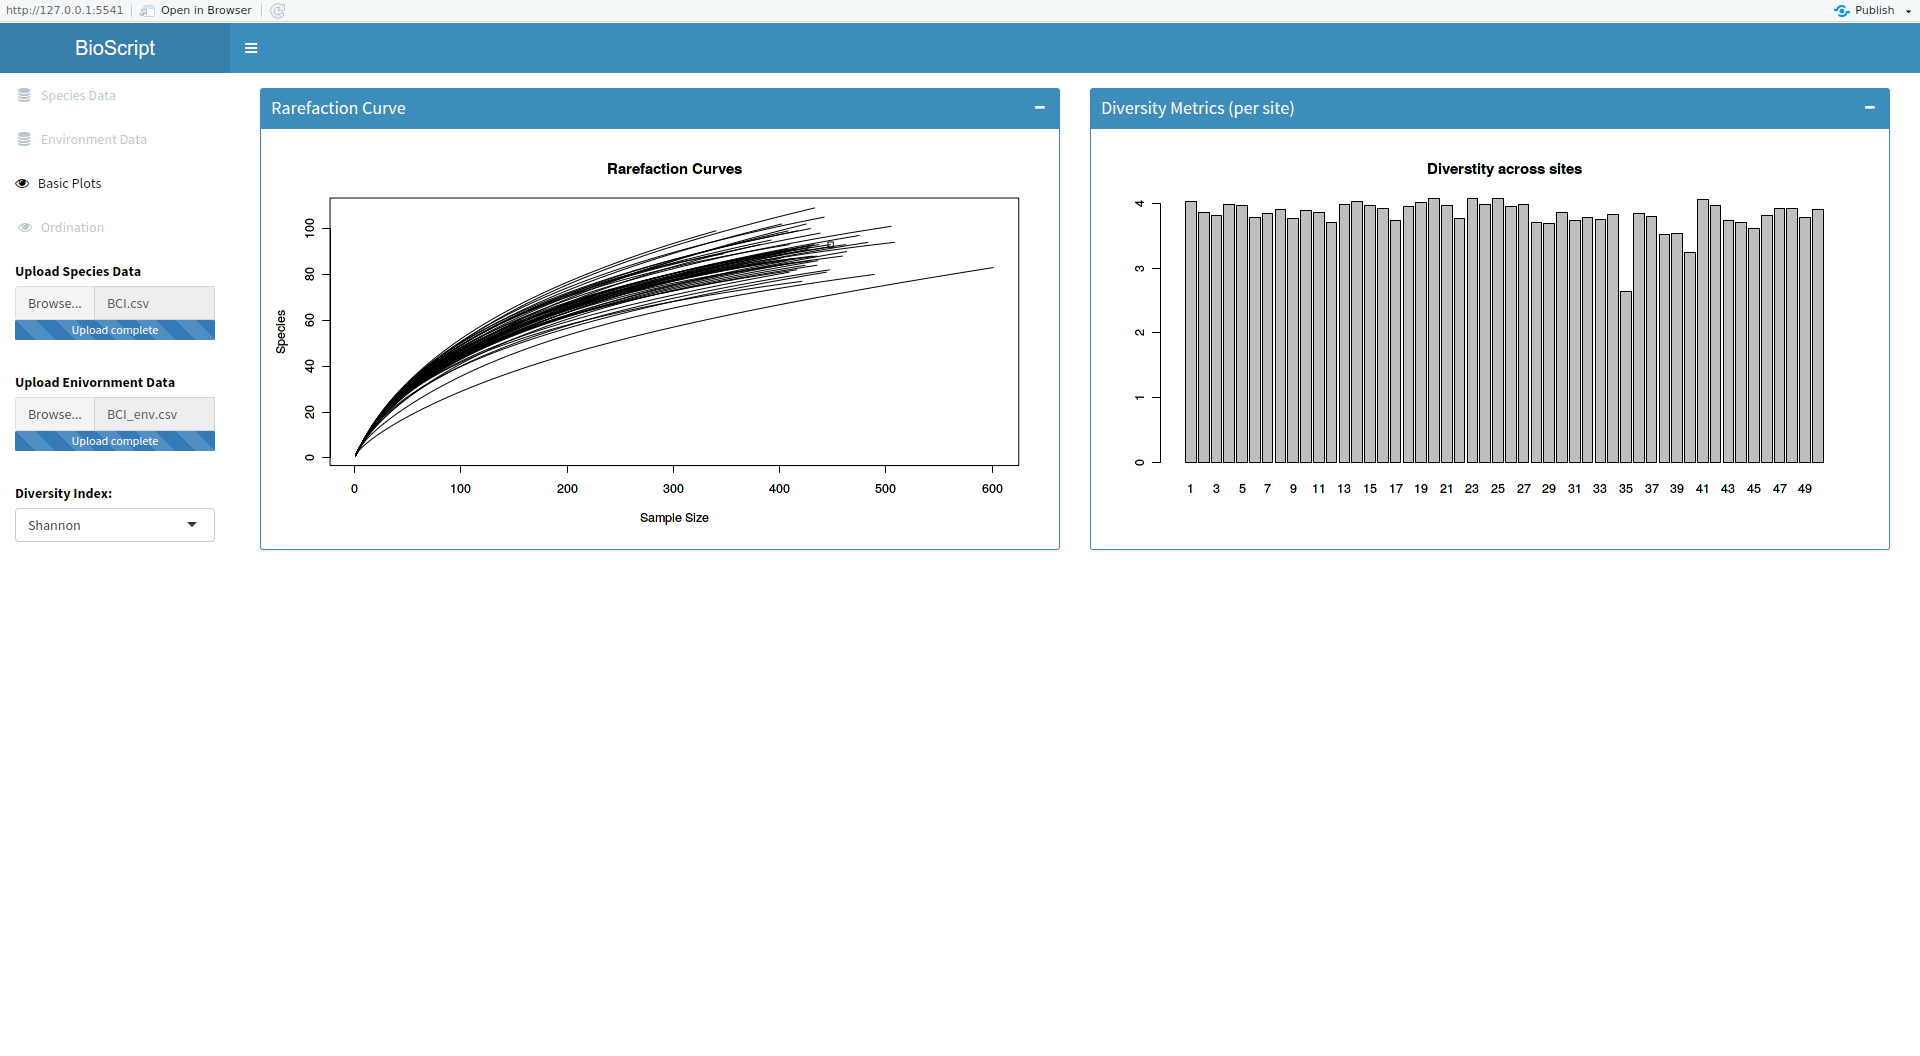 http://127.0.0.1:5541 Open in Browser Publish
BioScript
Species Data
Environment Data
Basic Plots
Ordination
Upload Species Data
Browse... BCI.csv
Upload complete
Upload Enivornment Data
Browse... BCI_env.csv
Upload complete
Diversity Index:
Shannon
Rarefaction Curve
Rarefaction Curves
Species
100
80
60
40
20
0
0 100 200 300 400 500 600
Sample Size
Diversity Metrics (per site)
Diverstity across sites
4
3
2
1
0
1 3 5 7 9 11 13 15 17 19 21 23 25 27 29 31 33 35 37 39 41 43 45 47 49